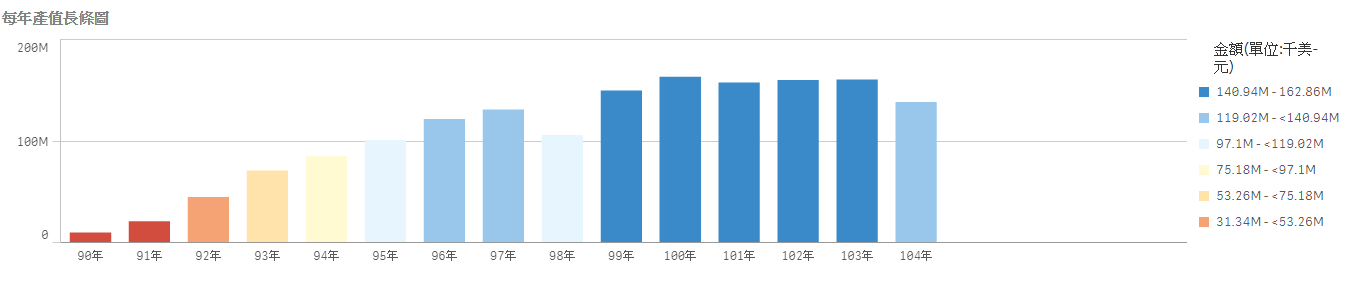 每年產值長條圖
200M
100M
0
90年 91年 92年 93年 94年 95年 96年 97年 98年 99年 100年 101年 102年 103年 104年
金額(單位:千美-
元)
140.94M - 162.86M
119.02M - <140.94M
97.1M - <119.02M
75.18M - <97.1M
53.26M - <75.18M
31.34M - <53.26M